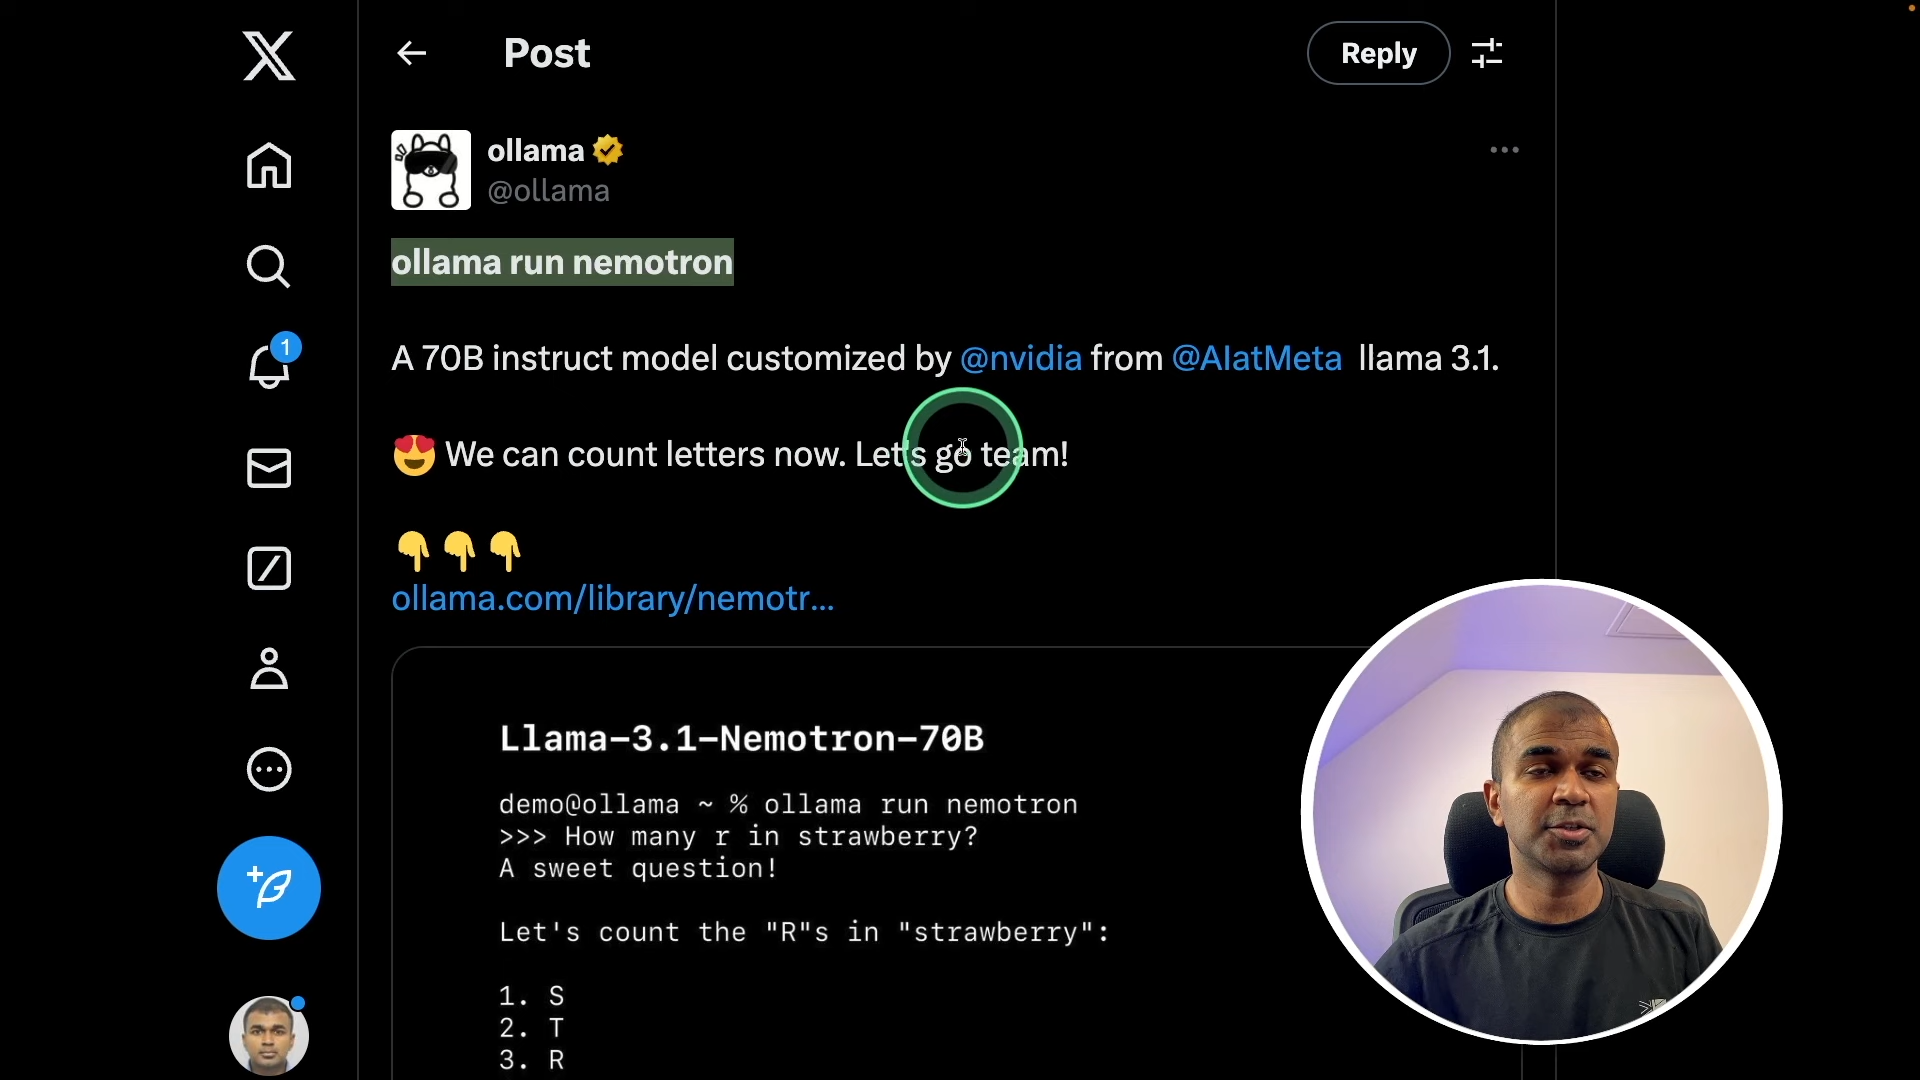 Post
Reply
ollama
@ollama
ollama run nemotron
A 70B instruct model customized by @nvidia from @AIatMeta llama 3.1.
😍 We can count letters now. Let's go team!
👇👇👇
ollama.com/library/nemotr...
1
Llama-3.1-Nemotron-70B
demo@ollama ~ % ollama run nemotron
>>> How many r in strawberry?
A sweet question!
Let's count the "R"s in "strawberry":
1. S
2. T
3. R